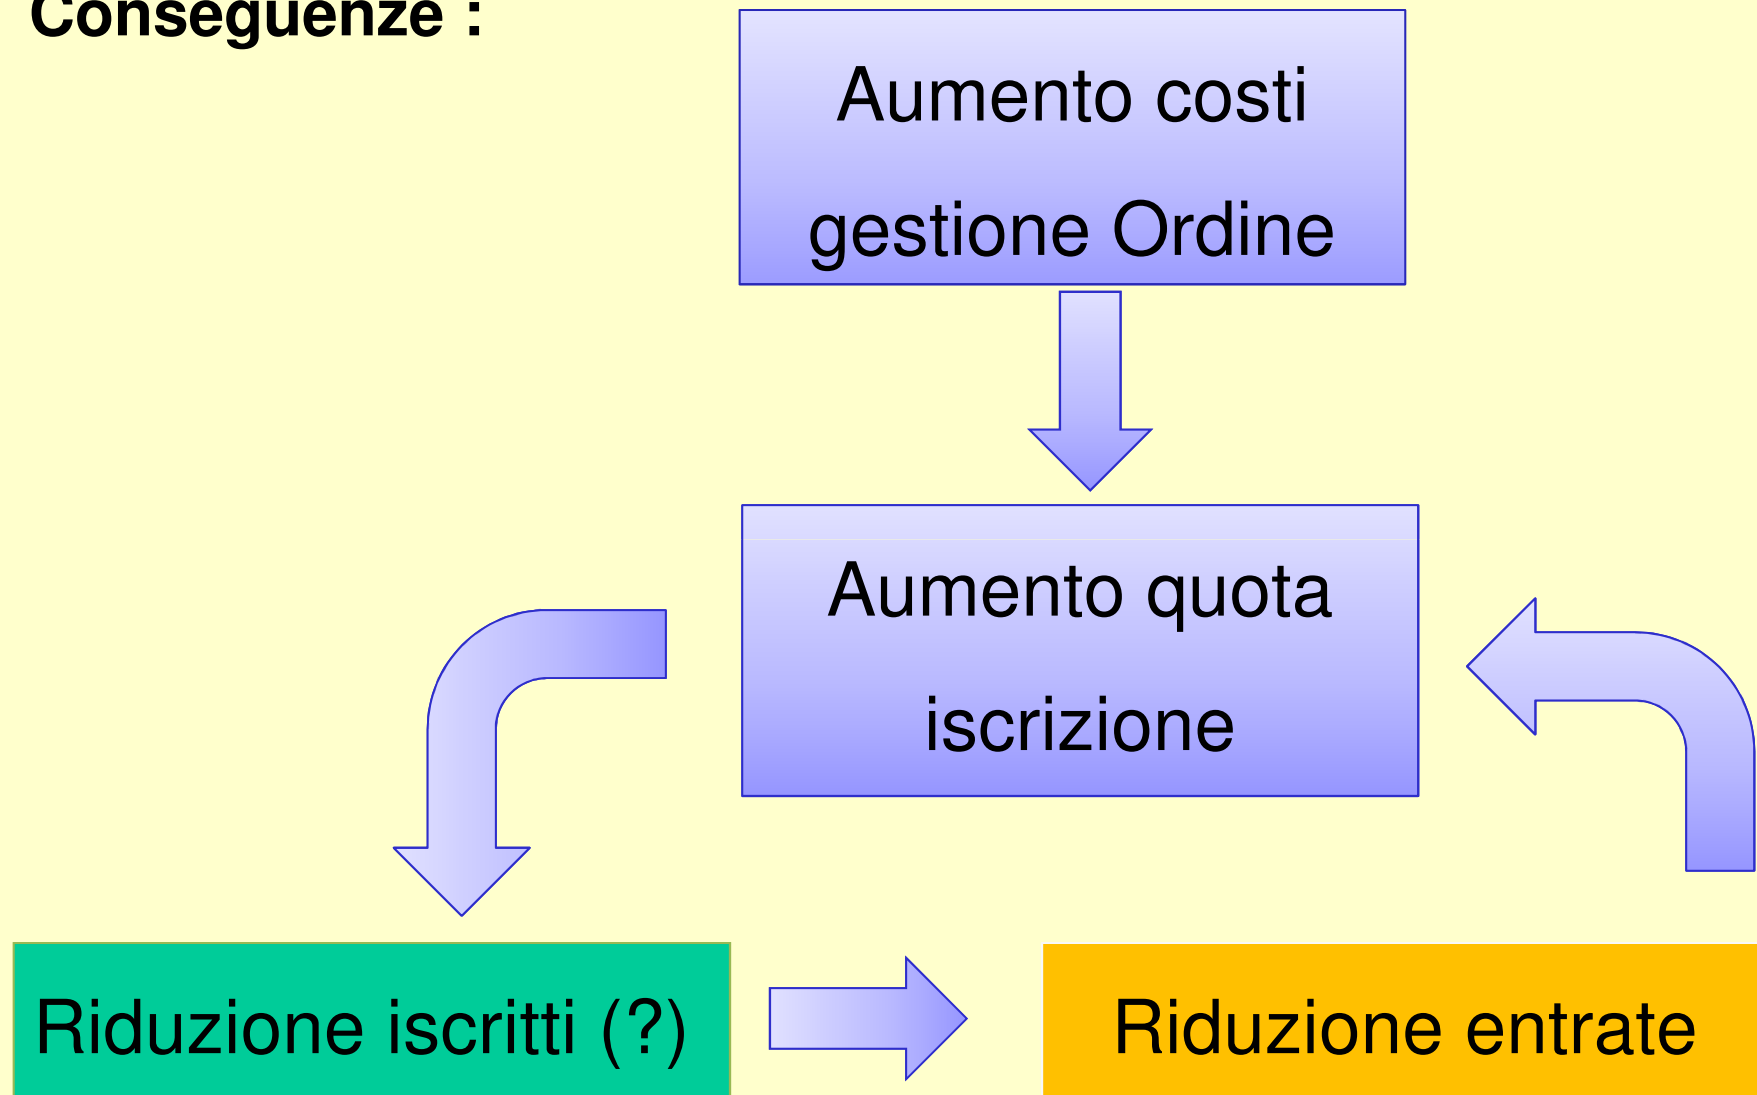 Conseguenze :
Aumento costi
gestione Ordine
Aumento quota
iscrizione
Riduzione iscritti (?)
Riduzione entrate